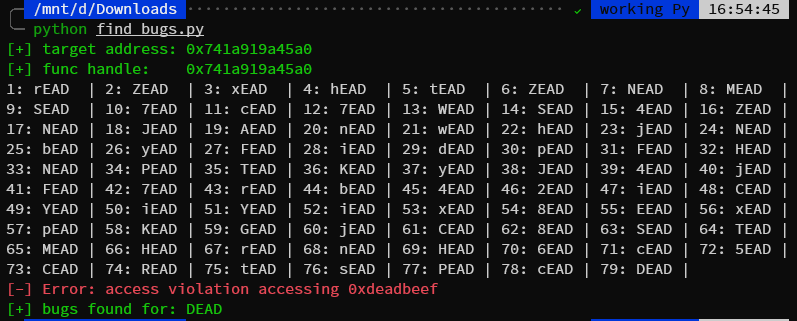 /mnt/d/Downloads ✓ working Py 16:54:45
python find bugs.py
[+] target address: 0x741a919a45a0
[+] func handle: 0x741a919a45a0
1: rEAD | 2: ZEAD | 3: xEAD | 4: hEAD | 5: tEAD | 6: ZEAD | 7: NEAD | 8: MEAD |
9: SEAD | 10: 7EAD | 11: cEAD | 12: 7EAD | 13: WEAD | 14: SEAD | 15: 4EAD | 16: ZEAD |
17: NEAD | 18: JEAD | 19: AEAD | 20: nEAD | 21: wEAD | 22: hEAD | 23: jEAD | 24: NEAD |
25: bEAD | 26: yEAD | 27: FEAD | 28: iEAD | 29: dEAD | 30: pEAD | 31: FEAD | 32: HEAD |
33: NEAD | 34: PEAD | 35: TEAD | 36: KEAD | 37: yEAD | 38: JEAD | 39: 4EAD | 40: jEAD |
41: FEAD | 42: 7EAD | 43: rEAD | 44: bEAD | 45: 4EAD | 46: 2EAD | 47: iEAD | 48: CEAD |
49: YEAD | 50: iEAD | 51: YEAD | 52: iEAD | 53: xEAD | 54: 8EAD | 55: EEAD | 56: xEAD |
57: pEAD | 58: KEAD | 59: GEAD | 60: jEAD | 61: CEAD | 62: 8EAD | 63: SEAD | 64: TEAD |
65: MEAD | 66: HEAD | 67: rEAD | 68: nEAD | 69: HEAD | 70: 6EAD | 71: cEAD | 72: 5EAD |
73: CEAD | 74: READ | 75: tEAD | 76: sEAD | 77: PEAD | 78: cEAD | 79: DEAD |
[-] Error: access violation accessing 0xdeadbeef
[+] bugs found for: DEAD